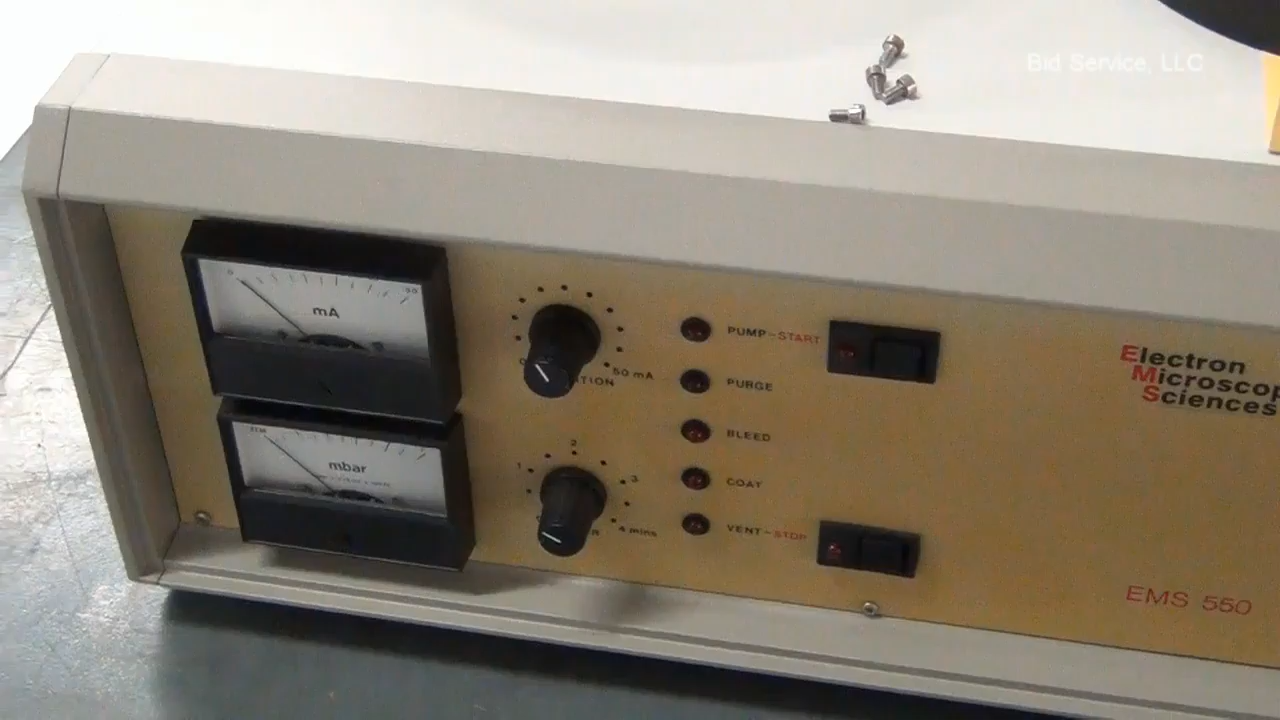 Bid Service, LLC
mA
50 mA
mbar
1
2
3
4 mins
PUMP-START
PURGE
BLEED
COAT
VENT-STOP
Electron
Microscop
Sciences
EMS 550